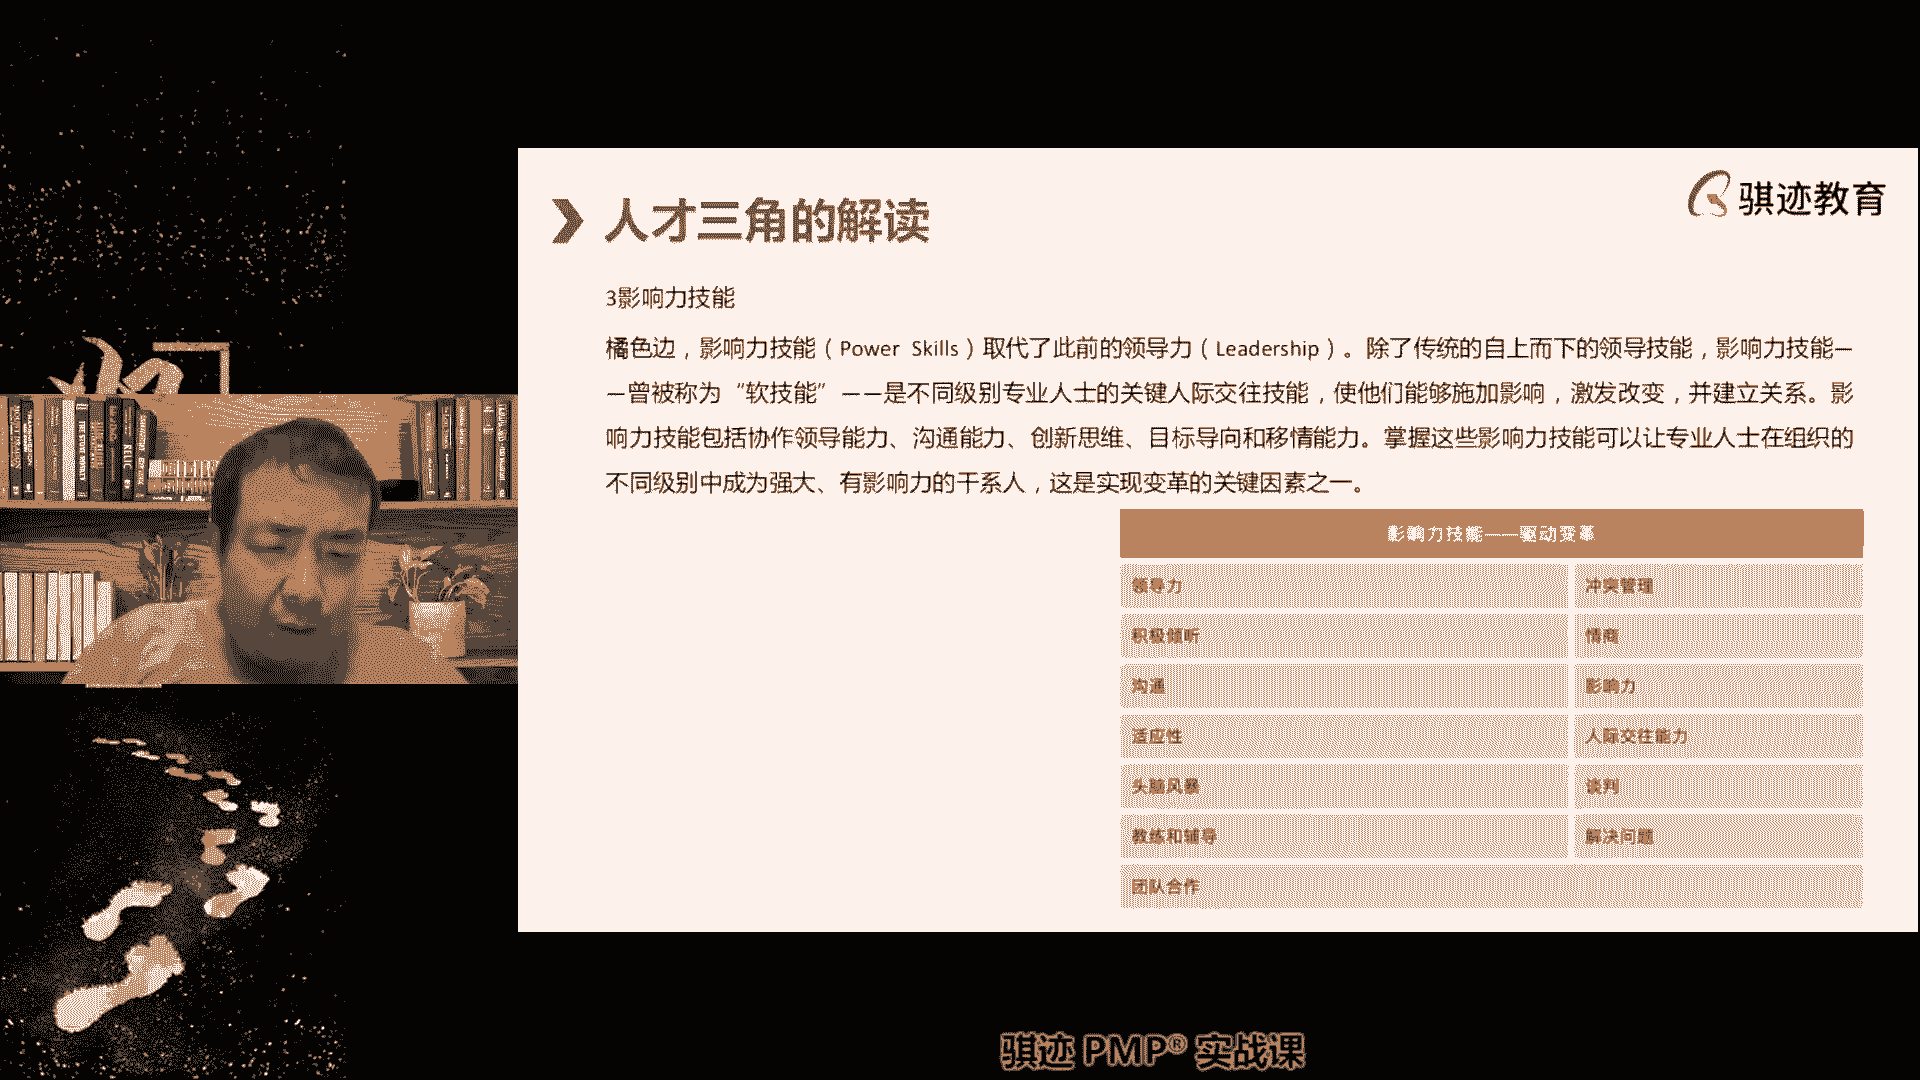 骐迹教育
人才三角的解读
3影响力技能
橘色边，影响力技能（Power Skills）取代了此前的领导力（Leadership）。除了传统的自上而下的领导技能，影响力技能—
—曾被称为“软技能”——是不同级别专业人士的关键人际交往技能，使他们能够施加影响，激发改变，并建立关系。影
响力技能包括协作领导能力、沟通能力、创新思维、目标导向和移情能力。掌握这些影响力技能可以让专业人士在组织的
不同级别中成为强大、有影响力的干系人，这是实现变革的关键因素之一。
影响力技能——驱动变革
领导力 冲突管理
积极倾听 情商
沟通 影响力
适应性 人际交往能力
头脑风暴 谈判
教练和辅导 解决问题
团队合作
骐迹 PMP® 实战课